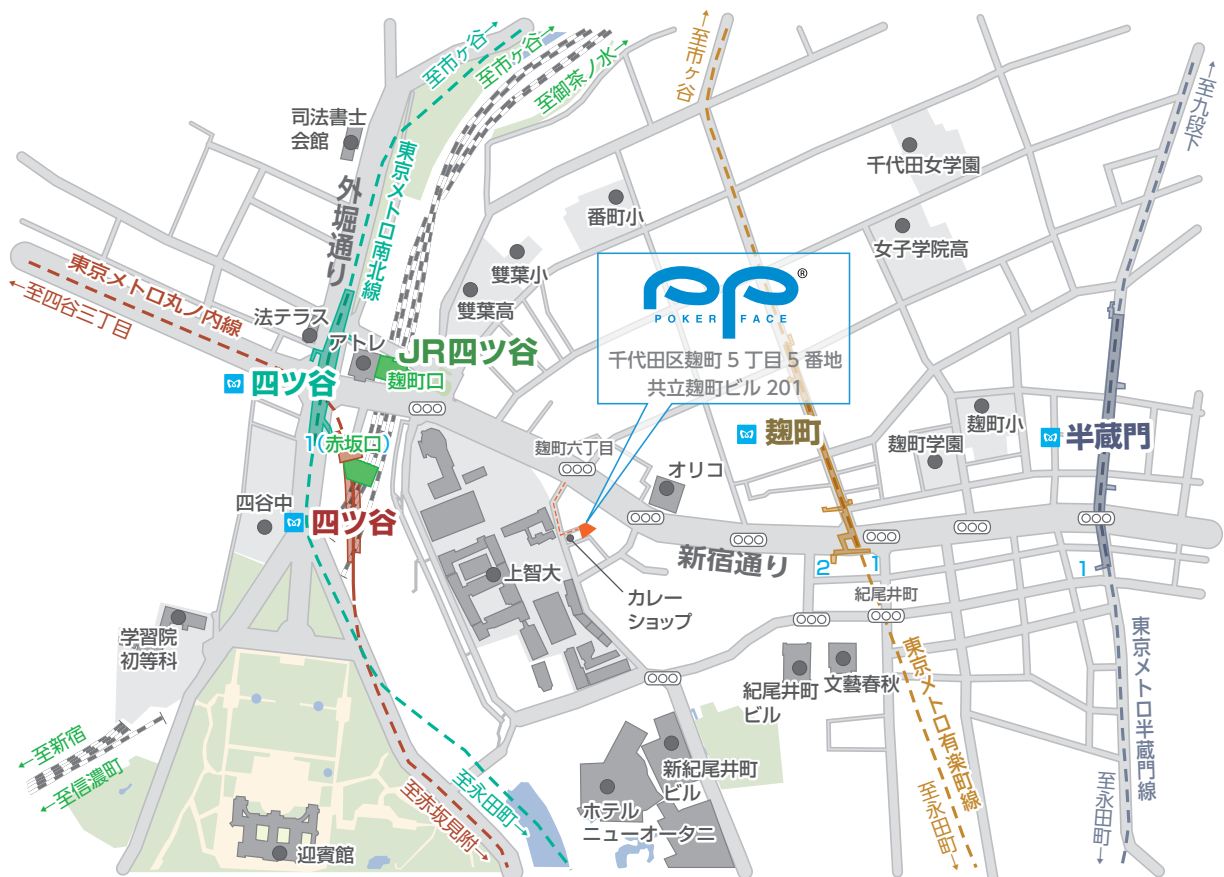 ←至市ヶ谷→
至市ヶ谷→
至市ヶ谷→
至御茶ノ水→
←至市ヶ谷
←至九段下
司法書士
会館
外堀通り
東京メトロ南北線
千代田女学園
番町小
女子学院高
雙葉小
雙葉高
東京メトロ丸ノ内線
←至四谷三丁目
法テラス
アトレ
JR四ツ谷
麹町口
四ツ谷
pp®
POKER FACE
千代田区麹町5丁目5番地
共立麹町ビル 201
麹町
麹町学園
麹町小
半蔵門
1(赤坂口)
麹町六丁目
オリコ
四谷中
四ツ谷
新宿通り
上智大
カレー
ショップ
2
1
1
紀尾井町
学習院
初等科
紀尾井町
ビル
文藝春秋
東京メトロ有楽町線
東京メトロ半蔵門線
←至新宿
←至信濃町
迎賓館
至赤坂見附→
至永田町→
ホテル
ニューオータニ
新紀尾井町
ビル
至永田町→
至永田町→